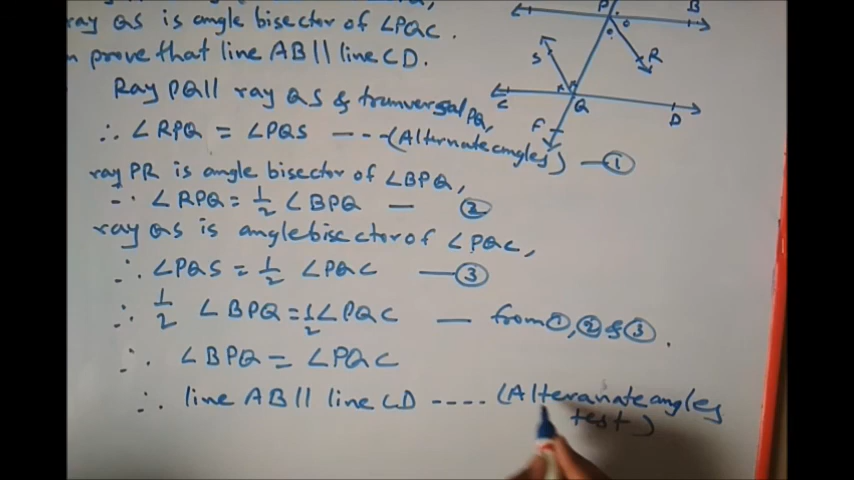 ray QS is angle bisector of ∠PQC.
prove that line AB || line CD.
Ray PQ || ray QS & tranversal PQ,
∴ ∠RPQ = ∠PQS ---- (Alternate angles) — ①
ray PR is angle bisector of ∠BPQ,
∴ ∠RPQ = 1/2 ∠BPQ — ②
ray QS is angle bisector of ∠PQC,
∴ ∠PQS = 1/2 ∠PQC — ③
∴ 1/2 ∠BPQ = 1/2 ∠PQC — from ①, ② & ③.
∴ ∠BPQ = ∠PQC
∴ line AB || line CD ---- (Alteranate angles
test)
P
B
S
R
C
Q
D
F